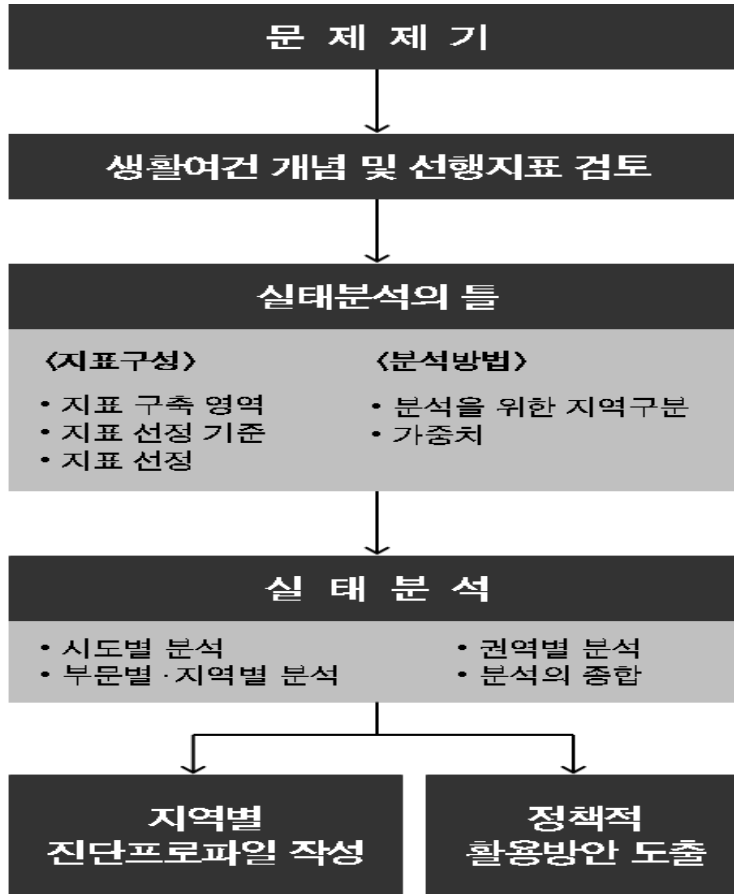 문 제 제 기
생활여건 개념 및 선행지표 검토
실태분석의 틀
〈지표구성〉
• 지표 구축 영역
• 지표 선정 기준
• 지표 선정
〈분석방법〉
• 분석을 위한 지역구분
• 가중치
실 태 분 석
• 시도별 분석
• 부문별 · 지역별 분석
• 권역별 분석
• 분석의 종합
지역별
진단프로파일 작성
정책적
활용방안 도출